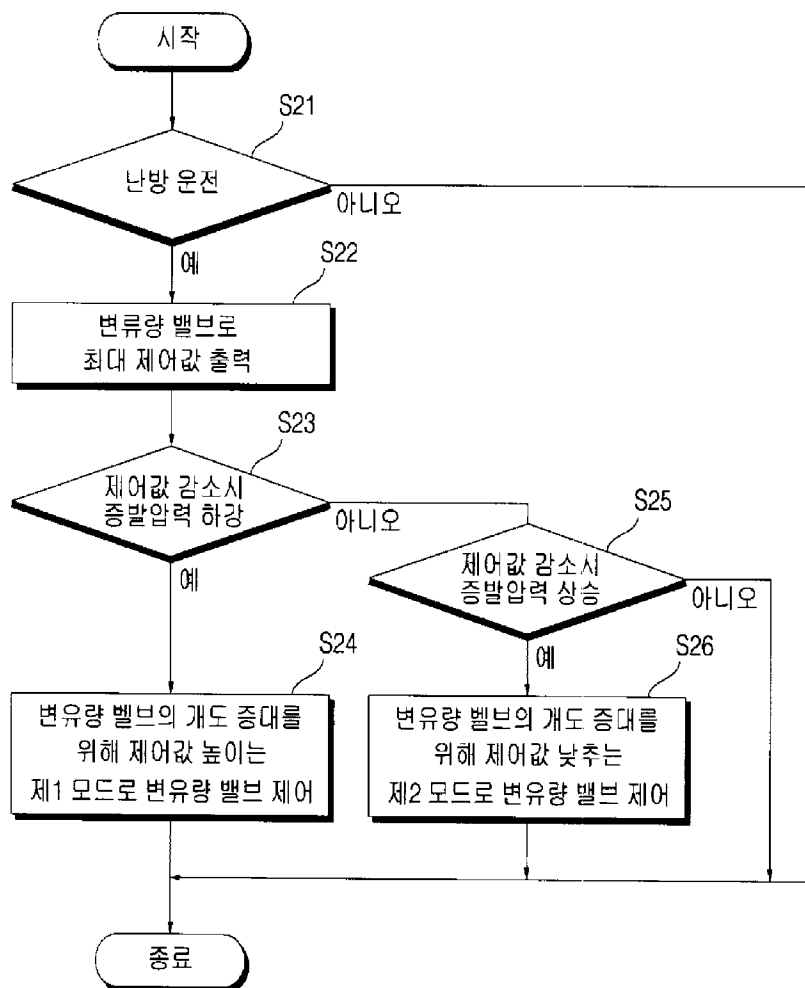 시작
S21
난방 운전
아니오
예
S22
변류량 밸브로
최대 제어값 출력
S23
제어값 감소시
증발압력 하강
아니오
예
S25
제어값 감소시
증발압력 상승
아니오
예
S24
변유량 벨브의 개도 증대를
위해 제어값 높이는
제1 모드로 변유량 밸브 제어
S26
변유량 벨브의 개도 증대를
위해 제어값 낮추는
제2 모드로 변유량 밸브 제어
종료